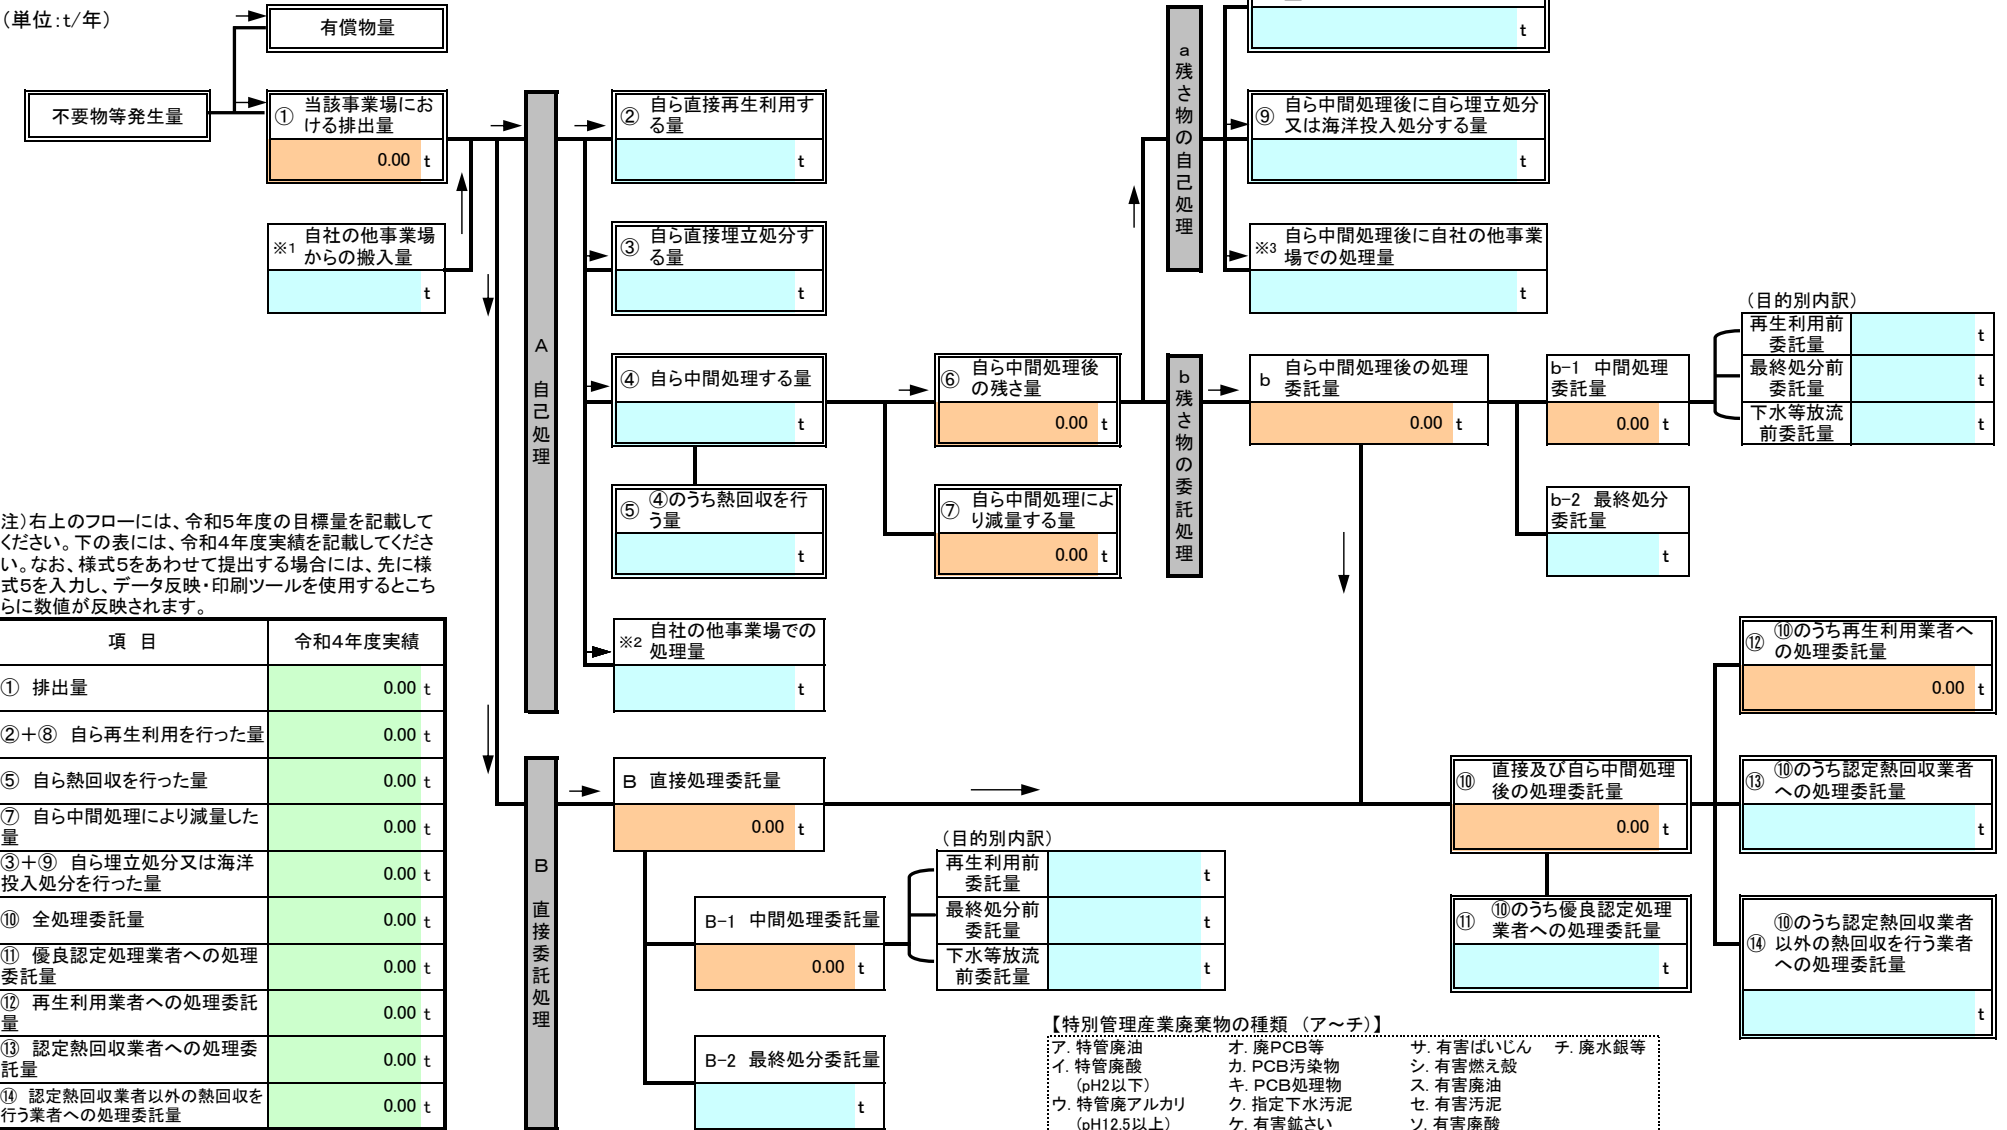 （単位：ｔ/年）
有償物量
不要物等発生量
①
当該事業場にお
ける排出量
0.00 t
※1
自社の他事業場
からの搬入量
t
A
自己処理
②
自ら直接再生利用す
る量
t
③
自ら直接埋立処分す
る量
t
④ 自ら中間処理する量
t
⑤
④のうち熱回収を行
う量
t
※2
自社の他事業場での
処理量
t
⑥
自ら中間処理後
の残さ量
0.00 t
⑦
自ら中間処理によ
り減量する量
0.00 t
a
残さ物の自己処理
t
⑨
自ら中間処理後に自ら埋立処分
又は海洋投入処分する量
t
※3
自ら中間処理後に自社の他事業
場での処理量
t
b
残さ物の委託処理
b
自ら中間処理後の処理
委託量
0.00 t
b-1 中間処理
委託量
0.00 t
b-2 最終処分
委託量
t
（目的別内訳）
再生利用前
委託量
t
最終処分前
委託量
t
下水等放流
前委託量
t
注）右上のフローには、令和５年度の目標量を記載して
ください。下の表には、令和４年度実績を記載してくださ
い。なお、様式５をあわせて提出する場合には、先に様
式５を入力し、データ反映・印刷ツールを使用するとこち
らに数値が反映されます。
項 目 令和４年度実績
① 排出量 0.00 t
②＋⑧ 自ら再生利用を行った量 0.00 t
⑤ 自ら熱回収を行った量 0.00 t
⑦ 自ら中間処理により減量した
量 0.00 t
③＋⑨ 自ら埋立処分又は海洋
投入処分を行った量 0.00 t
⑩ 全処理委託量 0.00 t
⑪ 優良認定処理業者への処理
委託量 0.00 t
⑫ 再生利用業者への処理委託
量 0.00 t
⑬ 認定熱回収業者への処理委
託量 0.00 t
⑭ 認定熱回収業者以外の熱回収を
行う業者への処理委託量 0.00 t
B
直接委託処理
B 直接処理委託量
0.00 t
B-1 中間処理委託量
0.00 t
B-2 最終処分委託量
t
（目的別内訳）
再生利用前
委託量
t
最終処分前
委託量
t
下水等放流
前委託量
t
⑩
直接及び自ら中間処理
後の処理委託量
0.00 t
⑪
⑩のうち優良認定処理
業者への処理委託量
t
⑫
⑩のうち再生利用業者へ
の処理委託量
0.00 t
⑬
⑩のうち認定熱回収業者
への処理委託量
t
⑭
⑩のうち認定熱回収業者
以外の熱回収を行う業者
への処理委託量
t
【特別管理産業廃棄物の種類 （ア～チ）】
ア．特管廃油 オ．廃ＰＣＢ等 サ．有害ばいじん チ．廃水銀等
イ．特管廃酸 カ．ＰＣＢ汚染物 シ．有害燃え殻
（pH2以下） キ．ＰＣＢ処理物 ス．有害廃油
ウ．特管廃アルカリ ク．指定下水汚泥 セ．有害汚泥
（pH12.5以上） ケ．有害鉱さい ソ．有害廃酸